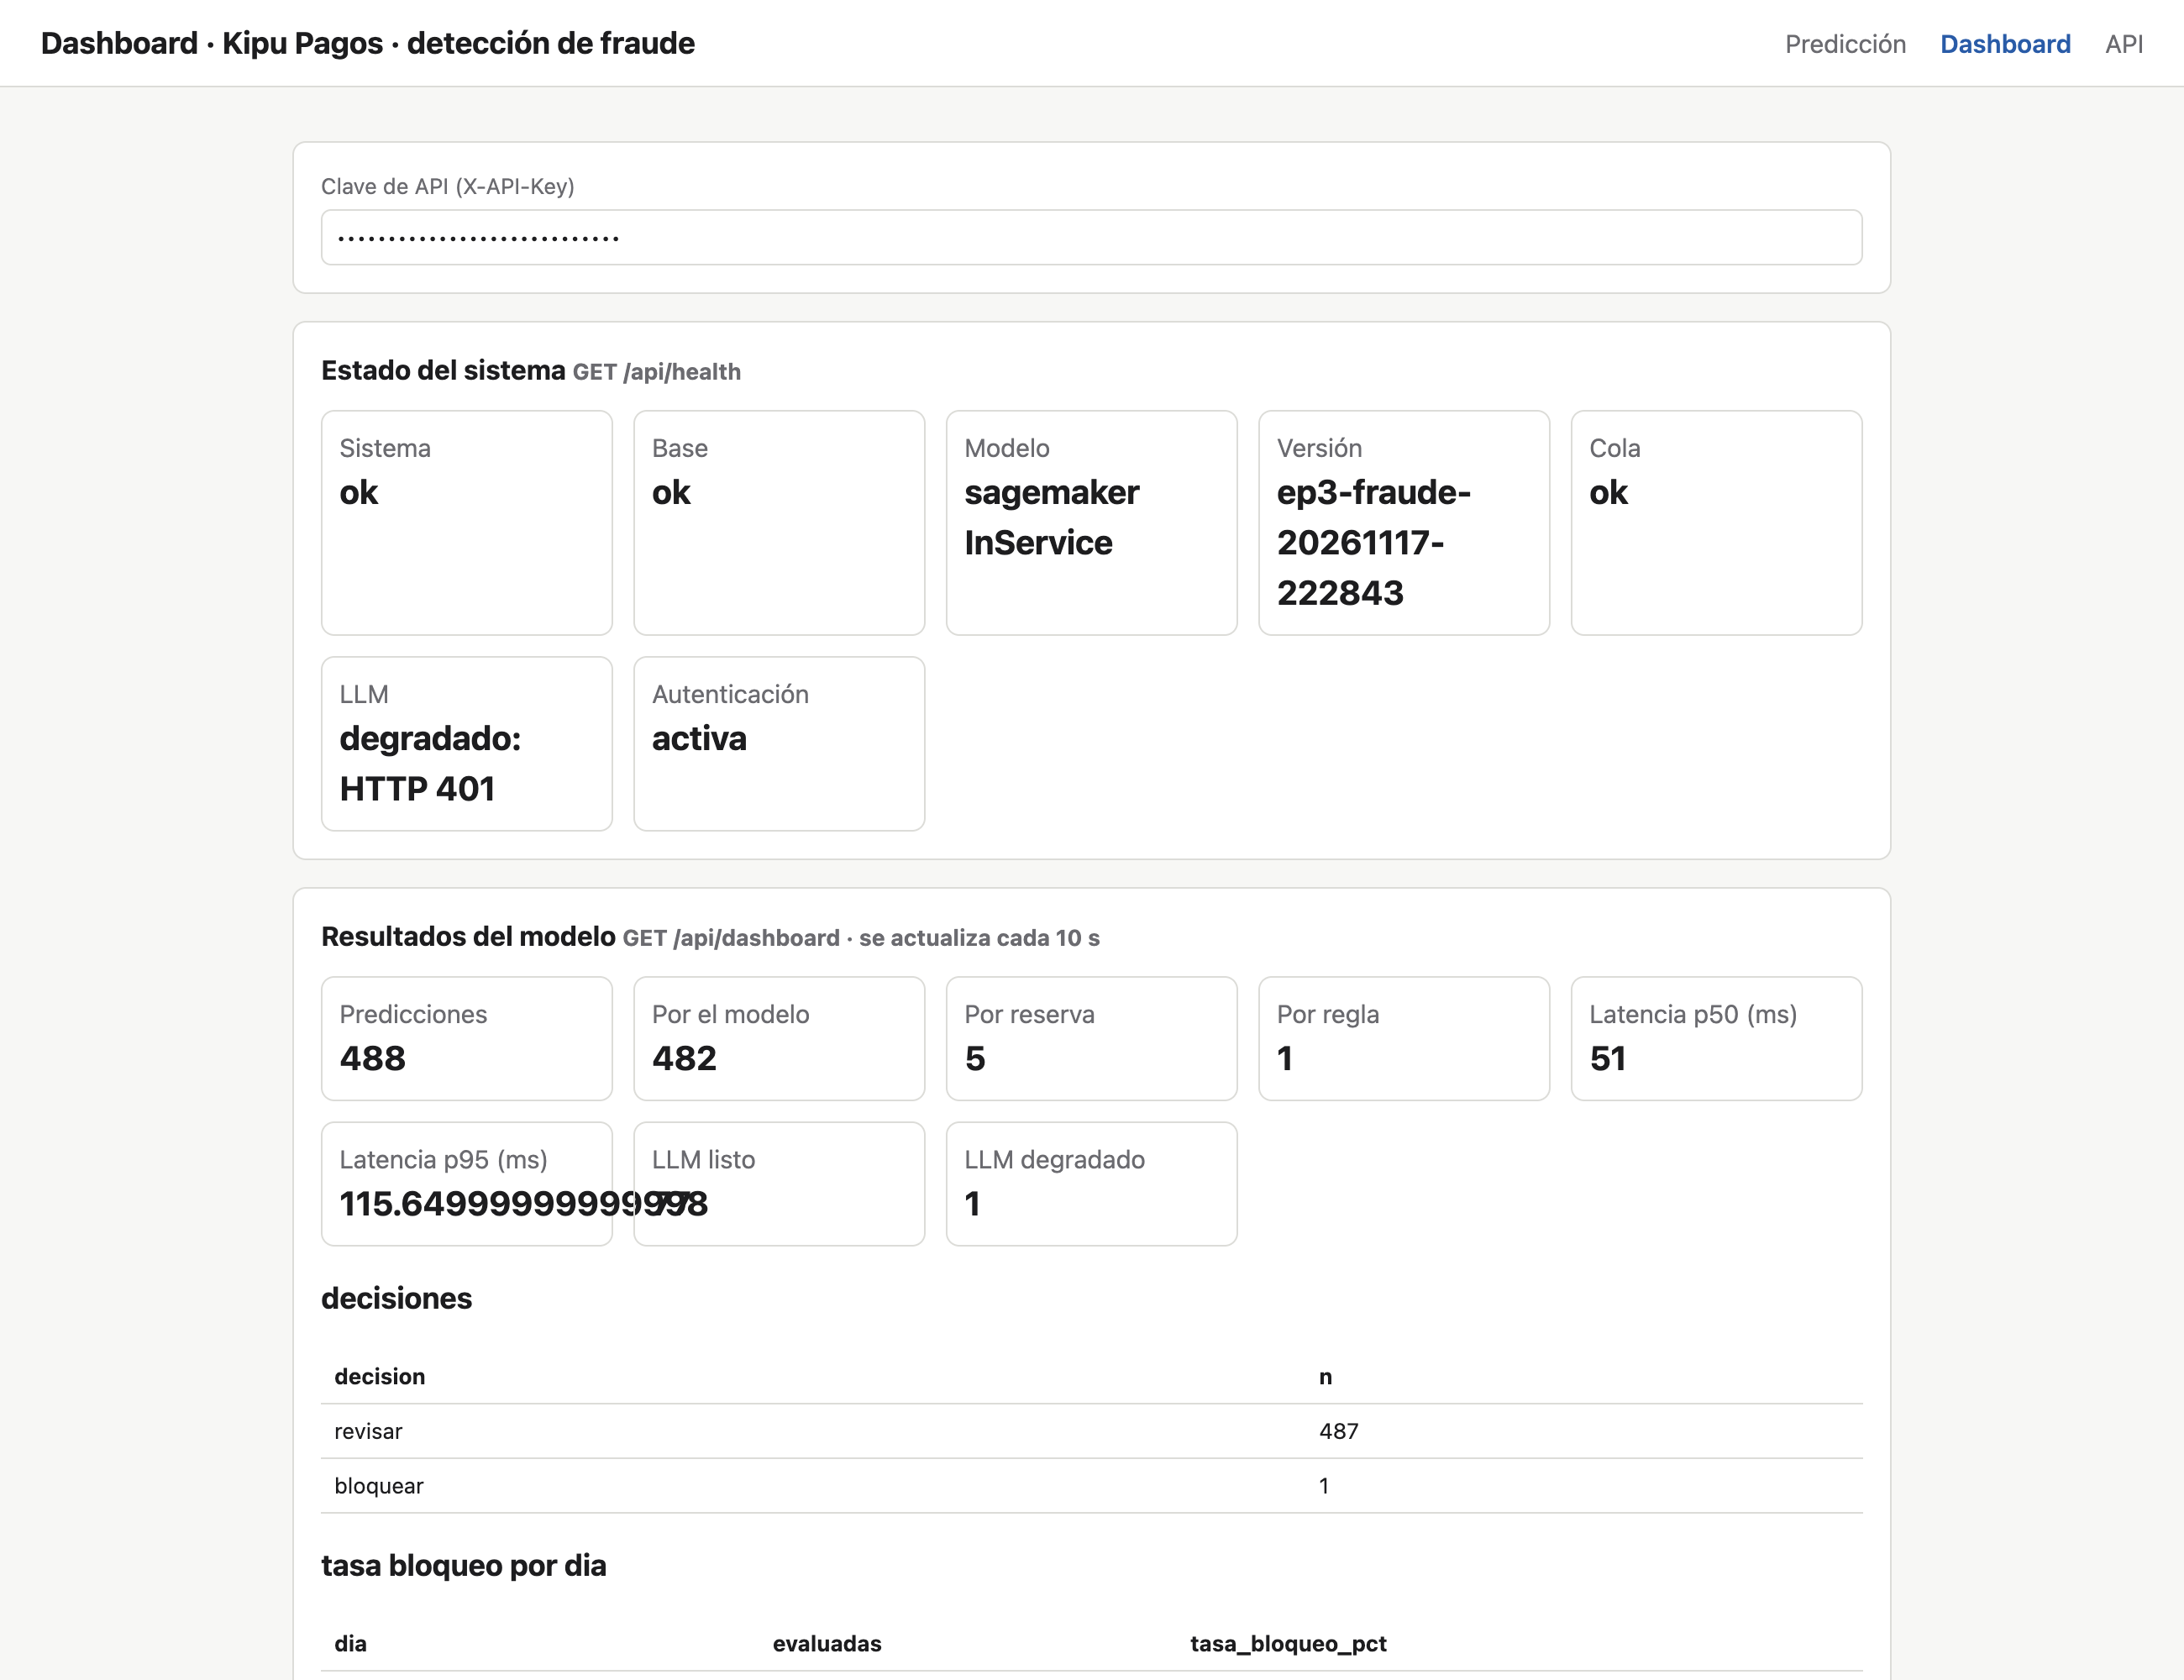 Dashboard · Kipu Pagos · detección de fraude
Predicción Dashboard API
Clave de API (X-API-Key)
Estado del sistema GET /api/health
Sistema
ok
Base
ok
Modelo
sagemaker
InService
Versión
ep3-fraude-
20261117-
222843
Cola
ok
LLM
degradado:
HTTP 401
Autenticación
activa
Resultados del modelo GET /api/dashboard · se actualiza cada 10 s
Predicciones
488
Por el modelo
482
Por reserva
5
Por regla
1
Latencia p50 (ms)
51
Latencia p95 (ms)
LLM listo
LLM degradado
1
decisiones
decision n
revisar 487
bloquear 1
tasa bloqueo por dia
dia evaluadas tasa_bloqueo_pct